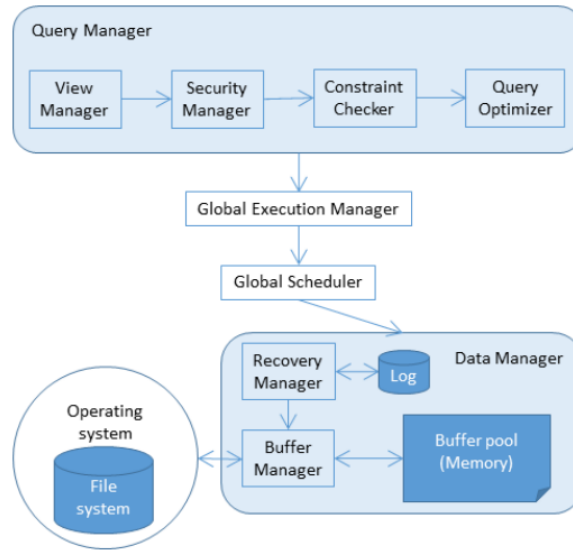 Query Manager
View
Manager
Security
Manager
Constraint
Checker
Query
Optimizer
Global Execution Manager
Global Scheduler
Data Manager
Recovery
Manager
Log
Operating
system
File
system
Buffer
Manager
Buffer pool
(Memory)